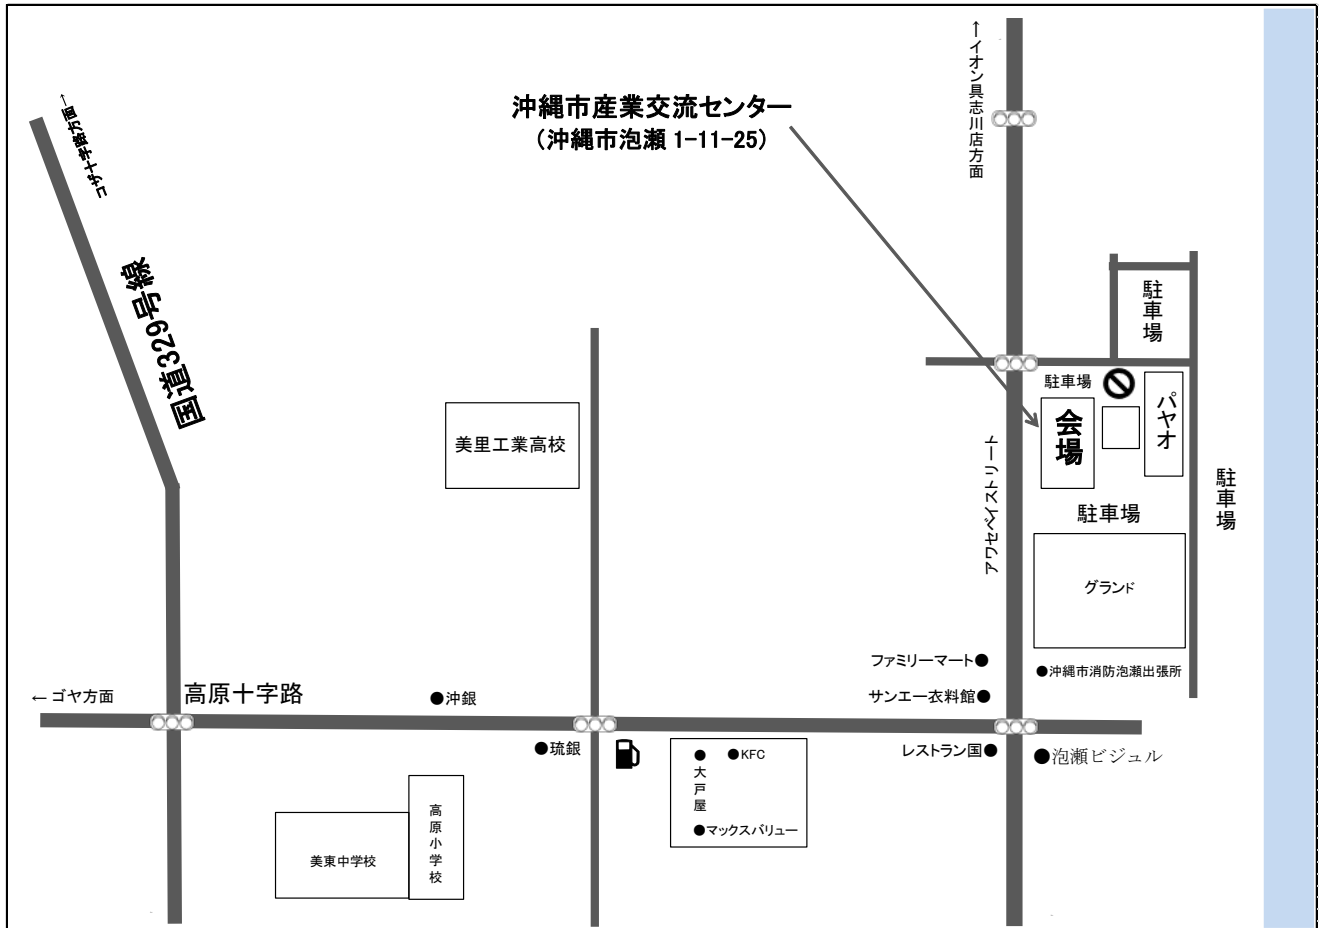 ↑イオン具志川店方面
沖縄市産業交流センター
（沖縄市泡瀬 1-11-25）
コザ十字路方面→
国道329号線
駐車場
駐車場
会場
パヤオ
美里工業高校
アワセベイストリート
駐車場
駐車場
グランド
ファミリーマート●
●沖縄市消防泡瀬出張所
← ゴヤ方面
高原十字路
●沖銀
サンエー衣料館●
●琉銀
レストラン国●
●泡瀬ビジュル
●大戸屋
●KFC
●マックスバリュー
高原小学校
美東中学校